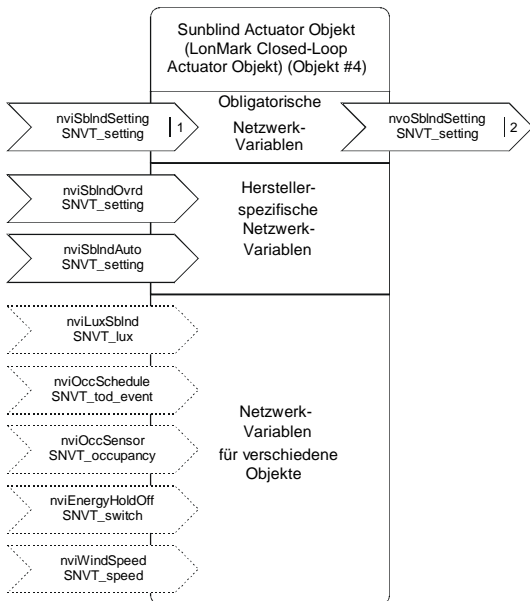 Sunblind Actuator Objekt
(LonMark Closed-Loop
Actuator Objekt) (Objekt #4)
Obligatorische
Netzwerk-
Variablen
nviSblndSetting
SNVT_setting
1
nvoSblndSetting
SNVT_setting
2
nviSblndOvrd
SNVT_setting
nviSblndAuto
SNVT_setting
Hersteller-
spezifische
Netzwerk-
Variablen
nviLuxSblnd
SNVT_lux
nviOccSchedule
SNVT_tod_event
nviOccSensor
SNVT_occupancy
nviEnergyHoldOff
SNVT_switch
nviWindSpeed
SNVT_speed
Netzwerk-
Variablen
für verschiedene
Objekte